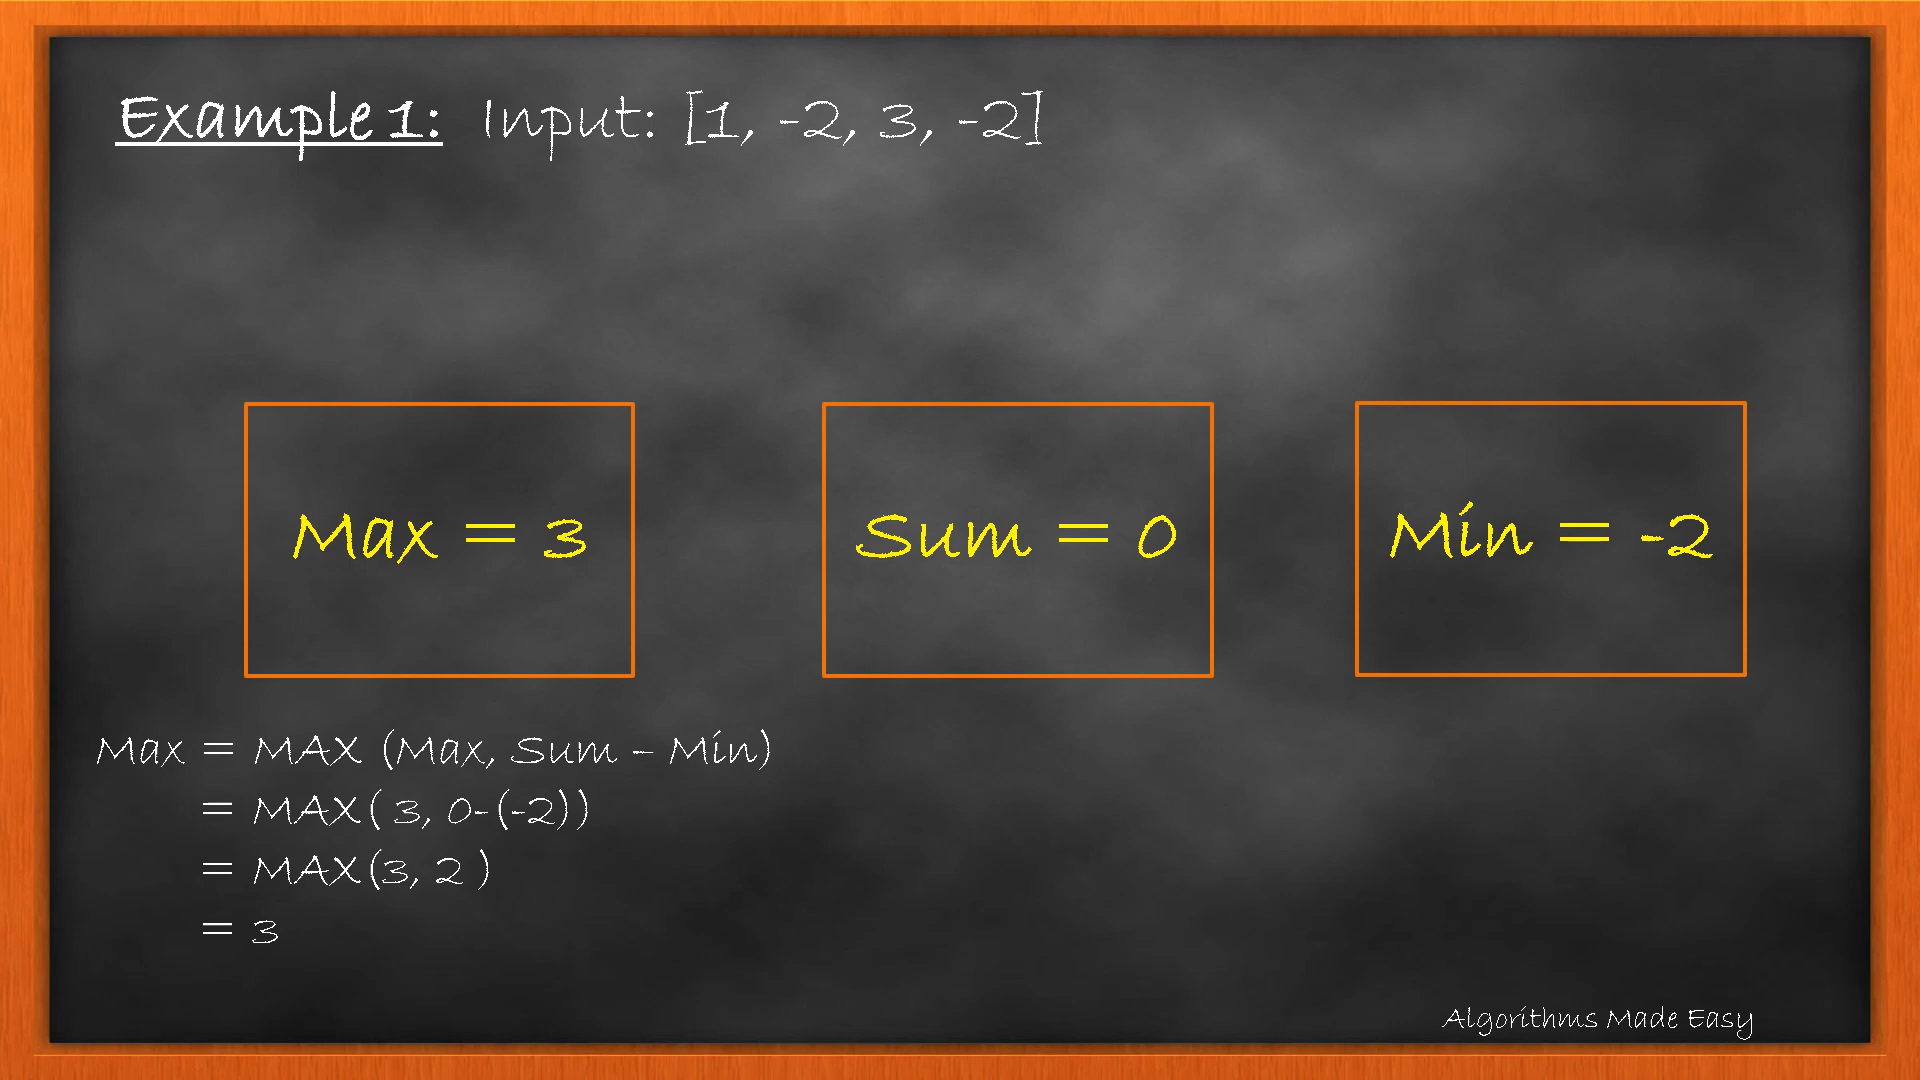 Example 1: Input: [1, -2, 3, -2]
Max = 3
Sum = 0
Min = -2
Max = MAX (Max, Sum – Min)
= MAX( 3, 0-(-2))
= MAX(3, 2 )
= 3
Algorithms Made Easy